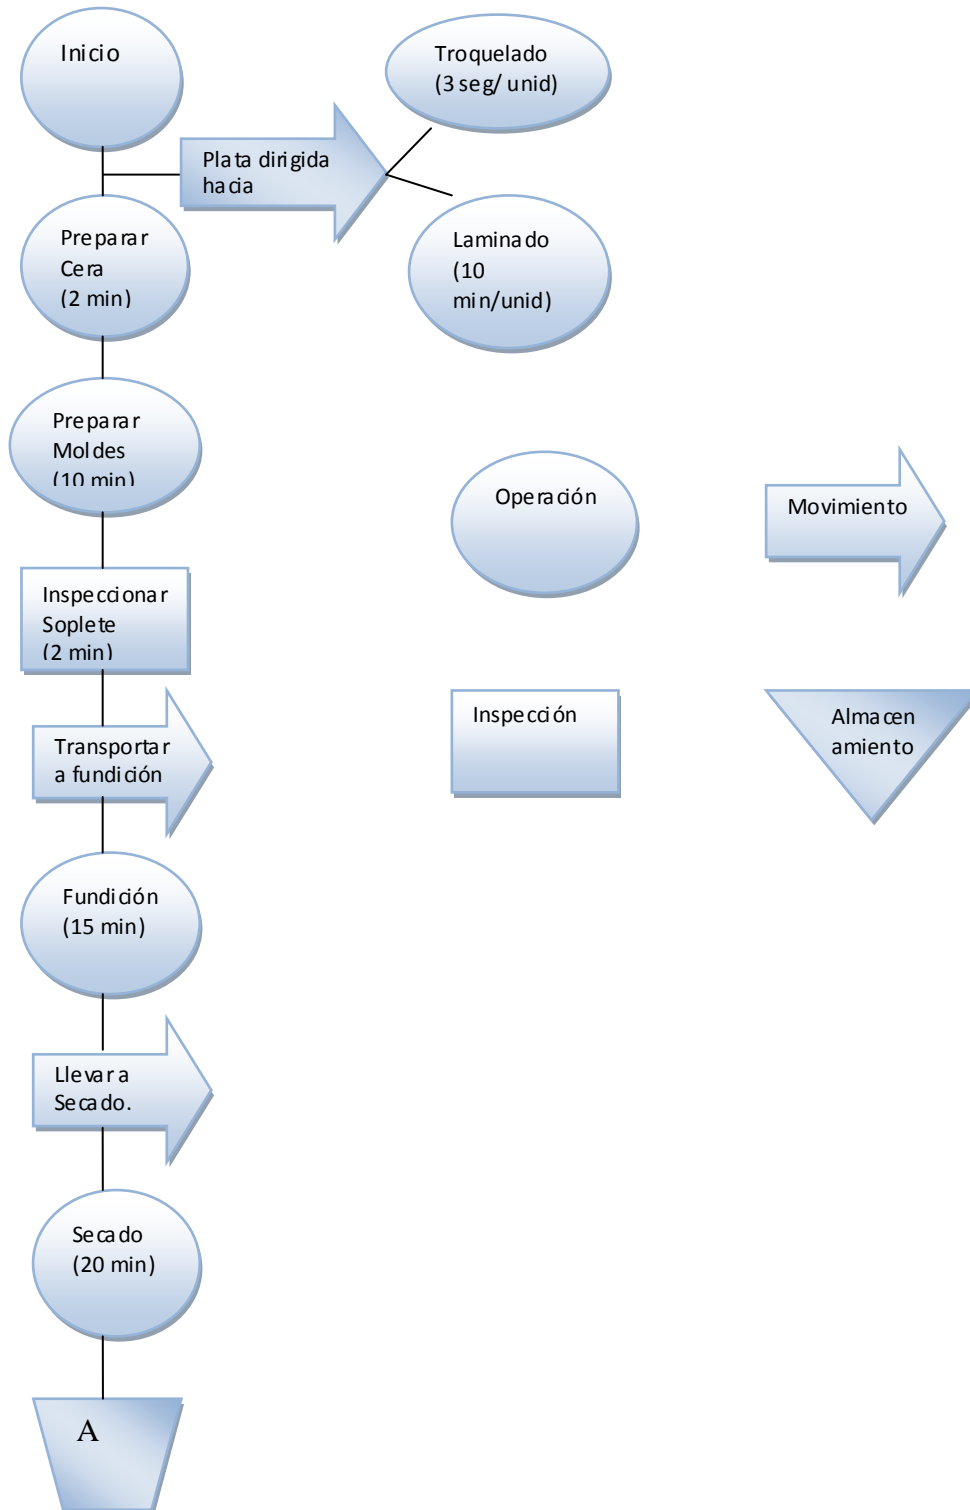 Inicio
Troquelado
(3 seg/ unid)
Plata dirigida
hacia
Preparar
Cera
(2 min)
Laminado
(10
min/unid)
Preparar
Moldes
(10 min)
Operación
Movimiento
Inspeccionar
Soplete
(2 min)
Transportar
a fundición
Inspección
Almacen
amiento
Fundición
(15 min)
Llevar a
Secado.
Secado
(20 min)
A